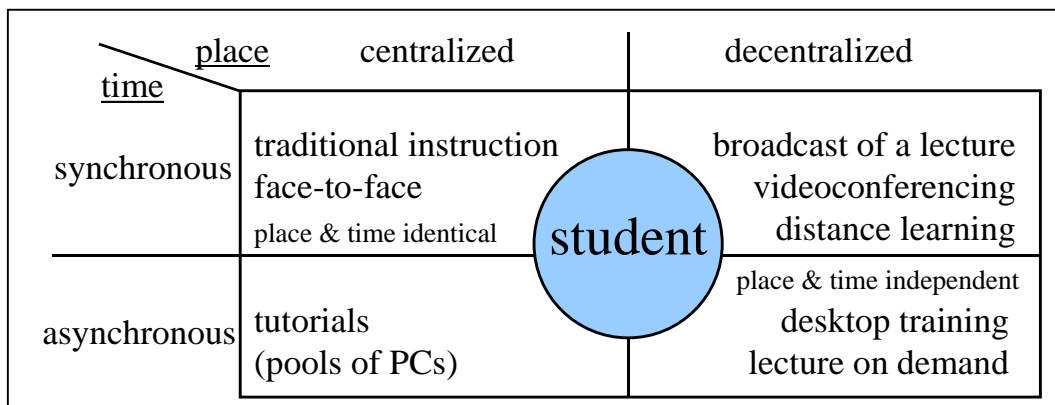 place centralized decentralized
time
synchronous
traditional instruction
face-to-face
place & time identical
student
broadcast of a lecture
videoconferencing
distance learning
asynchronous
tutorials
(pools of PCs)
place & time independent
desktop training
lecture on demand